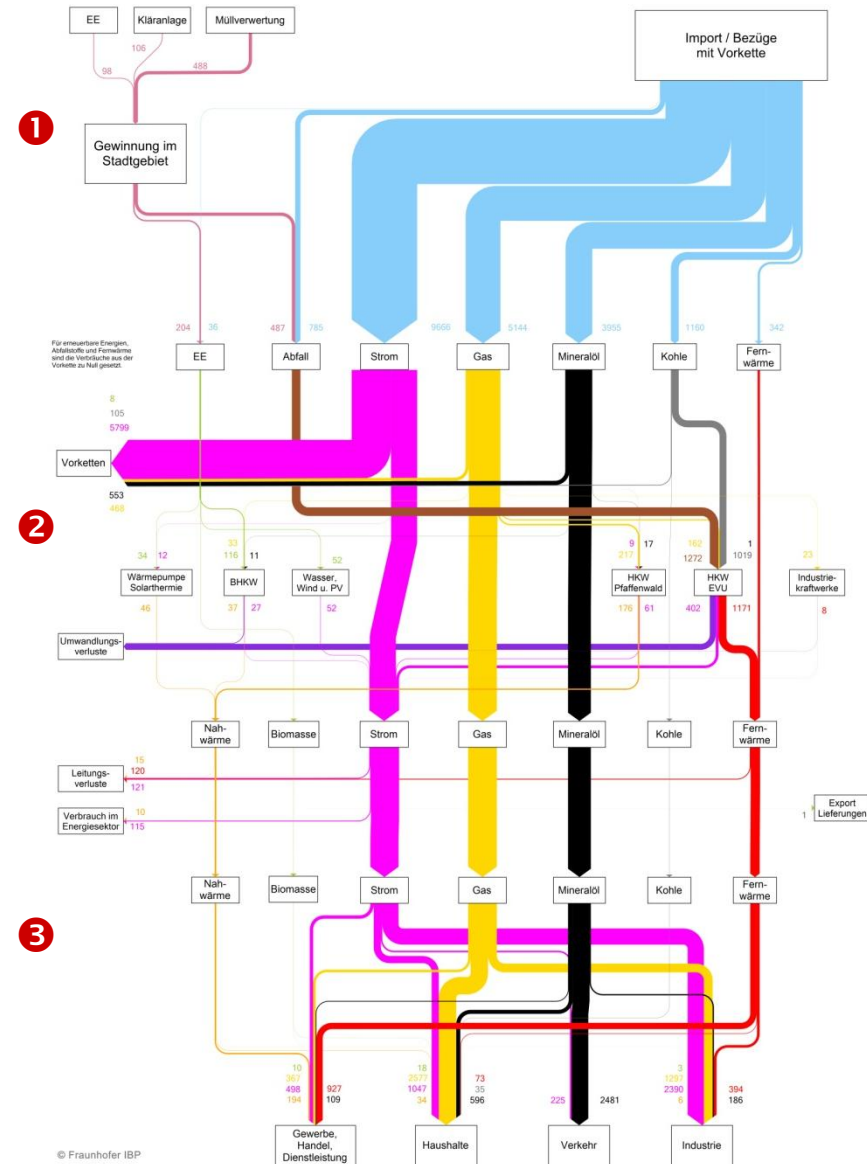 EE
Kläranlage
Müllverwertung
Import / Bezüge
mit Vorkette
106
98
488
1
Gewinnung im
Stadtgebiet
204
36
487
785
9668
5144
3955
1160
342
Für erneuerbare Energien,
Abfallstoffe und Fernwärme
sind die Verbräuche aus der
Vorkette zu Null gesetzt.
EE
Abfall
Strom
Gas
Mineralöl
Kohle
Fern-
wärme
8
105
5799
Vorketten
553
468
2
34
12
33
116
11
52
9
217
17
162
1272
1
1019
23
Wärmepumpe
Solarthermie
BHKW
Wasser,
Wind u. PV
HKW
Pfaffenwald
HKW
EVU
Industrie-
kraftwerke
46
37
27
52
176
61
402
1171
8
Umwandlungs-
verluste
Nah-
wärme
Biomasse
Strom
Gas
Mineralöl
Kohle
Fern-
wärme
15
120
121
Leitungs-
verluste
10
115
Verbrauch im
Energiesektor
1
Export
Lieferungen
Nah-
wärme
Biomasse
Strom
Gas
Mineralöl
Kohle
Fern-
wärme
3
10
367
498
194
927
109
18
2677
1047
34
73
35
596
225
2481
3
1297
2390
6
394
186
Gewerbe,
Handel,
Dienstleistung
Haushalte
Verkehr
Industrie
© Fraunhofer IBP